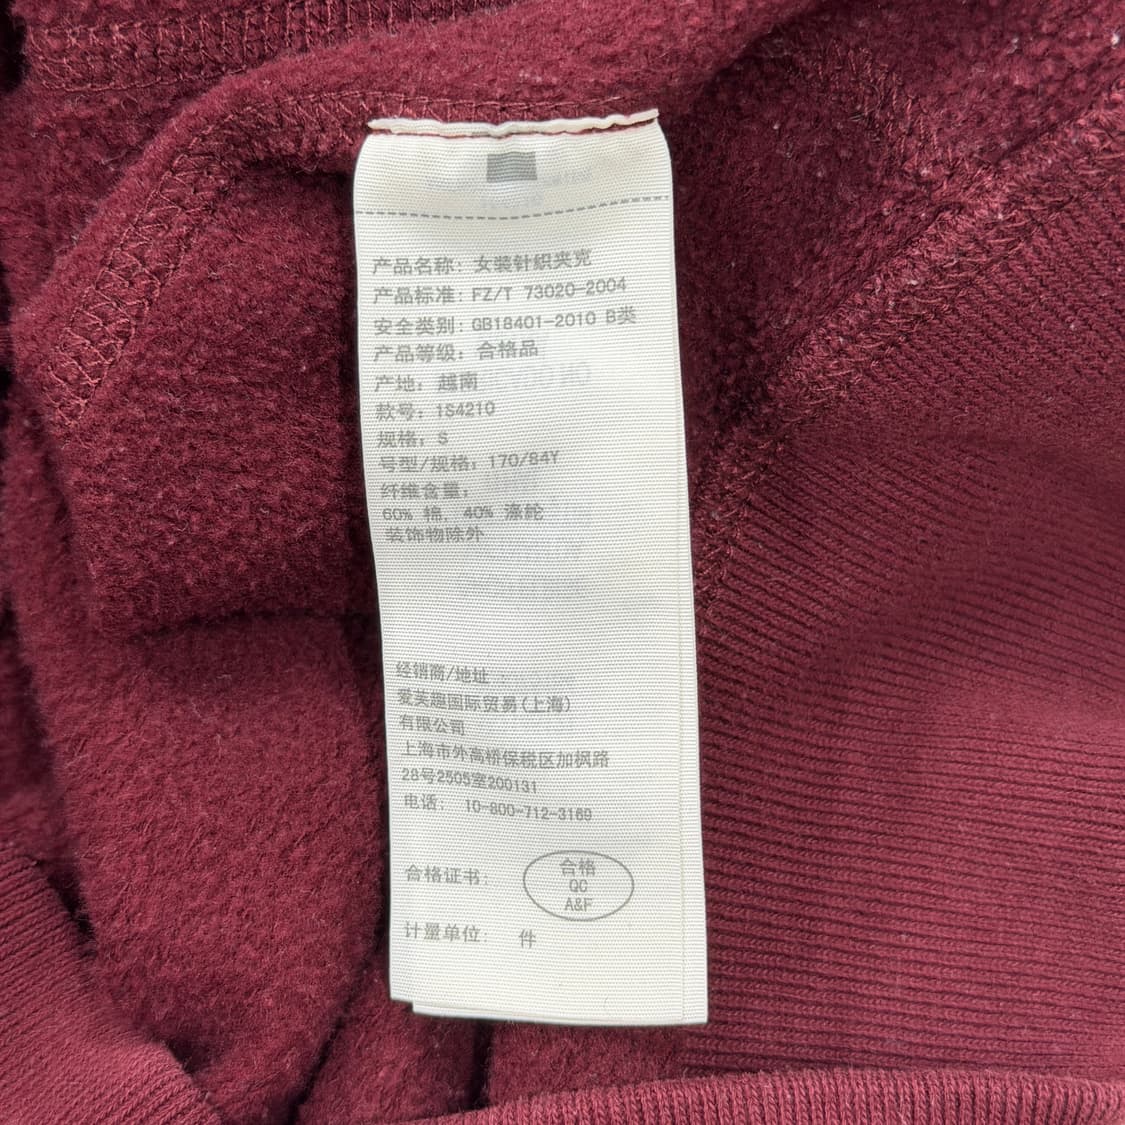 产品名称: 女装针织夹克
产品标准: FZ/T 73020-2004
安全类别: GB18401-2010 B类
产品等级: 合格品
产地: 越南
款号: 1S4210
规格: S
号型/规格: 170/84Y
纤维含量:
60% 棉, 40% 涤纶
装饰物除外
经销商/地址
爱芙趣国际贸易(上海)
有限公司
上海市外高桥保税区加枫路
28号2505室200131
电话: 10-800-712-3169
合格证书:
合格
QC
A&F
计量单位: 件